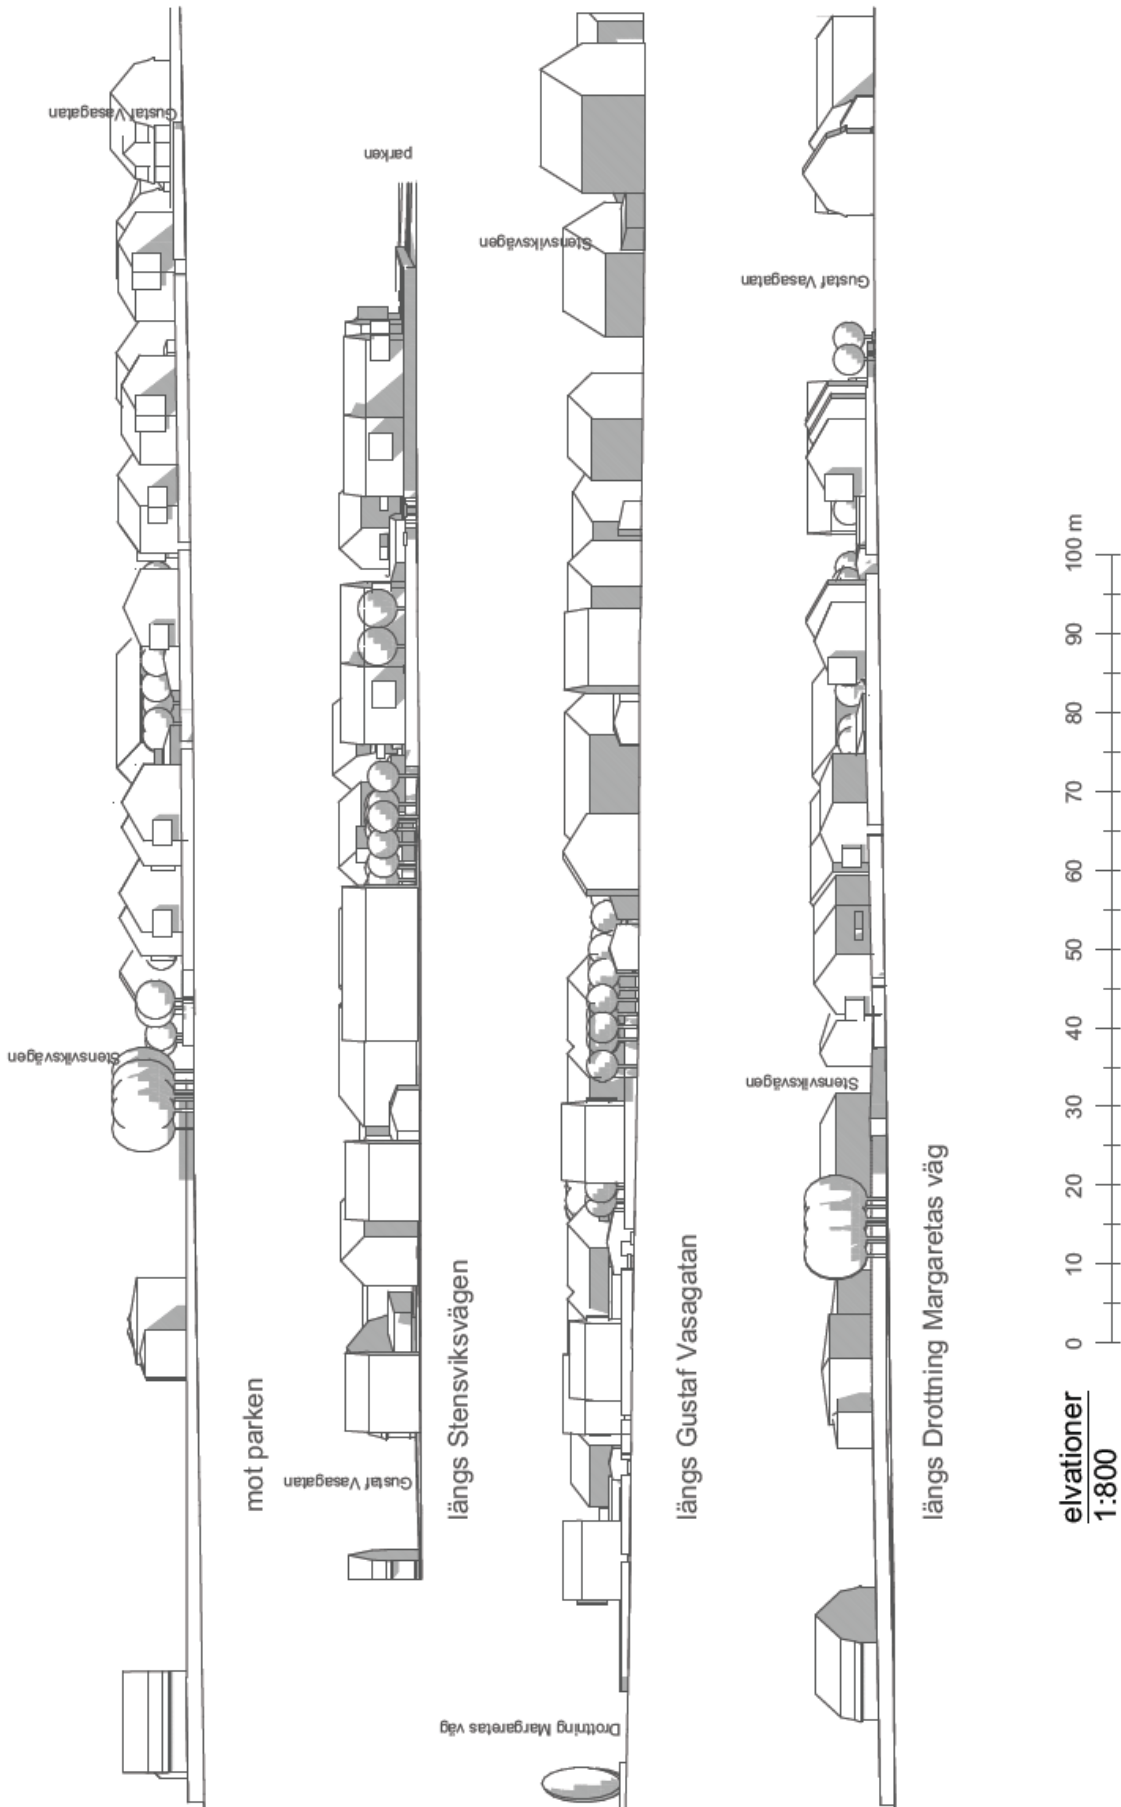 Gustaf Vasagatan
Stensviksvägen
mot parken
parken
Gustaf Vasagatan
längs Stensviksvägen
Stensviksvägen
Drottning Margaretas väg
längs Gustaf Vasagatan
Gustaf Vasagatan
Stensviksvägen
längs Drottning Margaretas väg
elvationer
1:800
0 10 20 30 40 50 60 70 80 90 100 m